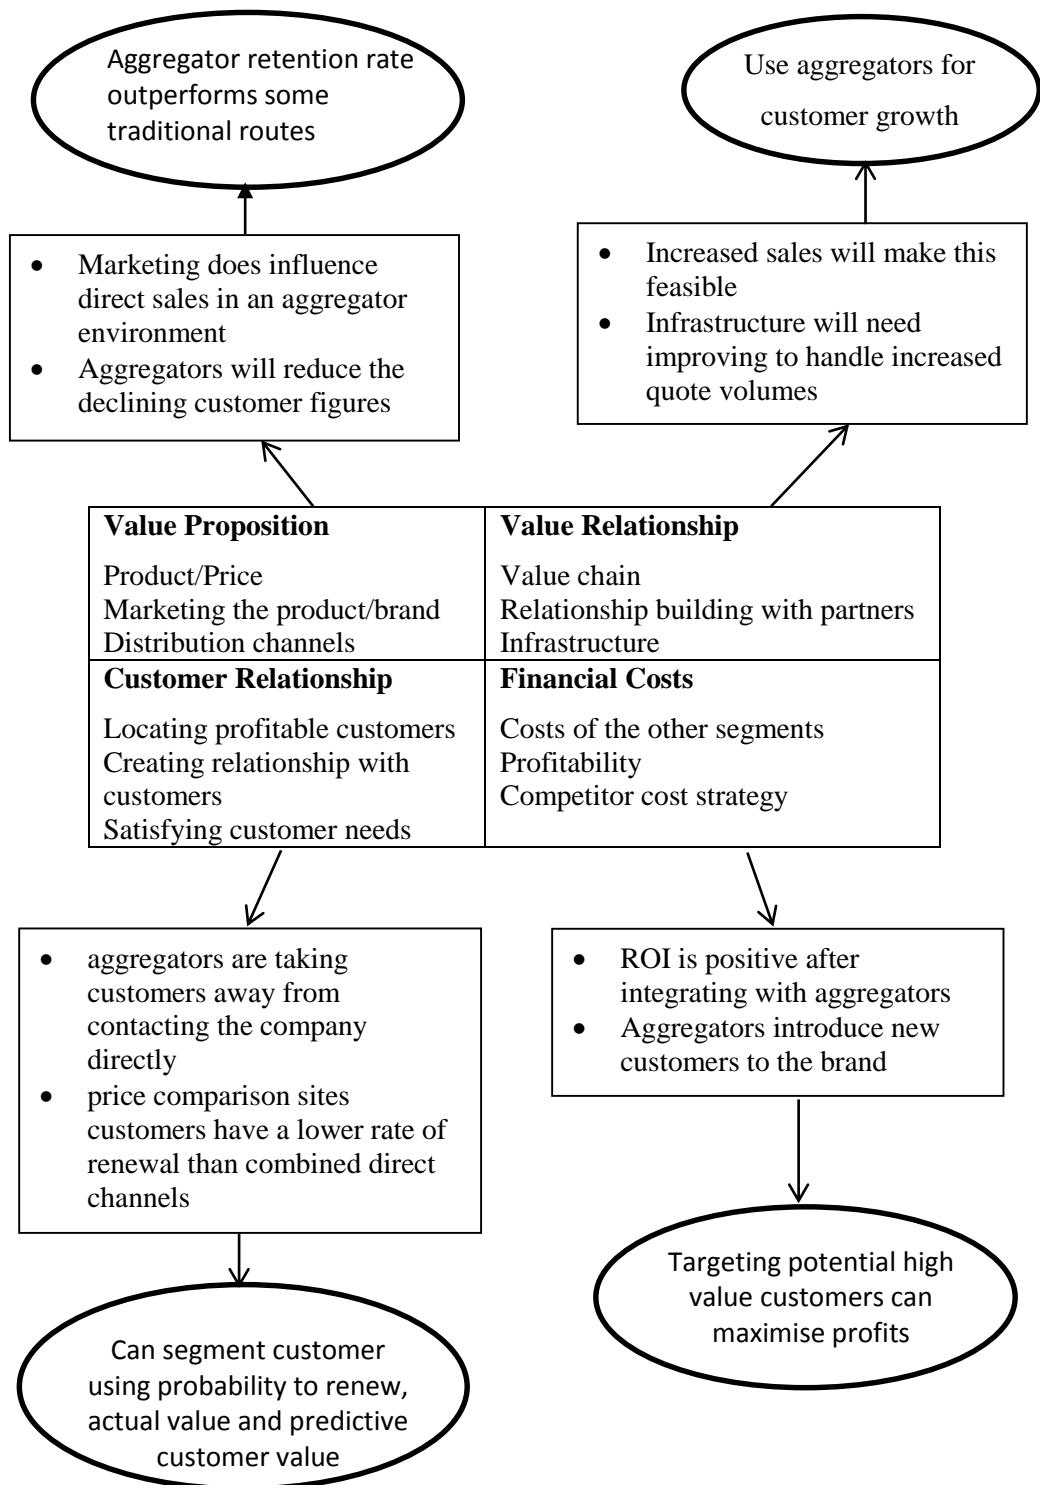 Aggregator retention rate
outperforms some
traditional routes
Use aggregators for
customer growth
• Marketing does influence
direct sales in an aggregator
environment
• Aggregators will reduce the
declining customer figures
• Increased sales will make this
feasible
• Infrastructure will need
improving to handle increased
quote volumes
Value Proposition
Product/Price
Marketing the product/brand
Distribution channels
Value Relationship
Value chain
Relationship building with partners
Infrastructure
Customer Relationship
Locating profitable customers
Creating relationship with
customers
Satisfying customer needs
Financial Costs
Costs of the other segments
Profitability
Competitor cost strategy
• aggregators are taking
customers away from
contacting the company
directly
• price comparison sites
customers have a lower rate of
renewal than combined direct
channels
• ROI is positive after
integrating with aggregators
• Aggregators introduce new
customers to the brand
Can segment customer
using probability to renew,
actual value and predictive
customer value
Targeting potential high
value customers can
maximise profits